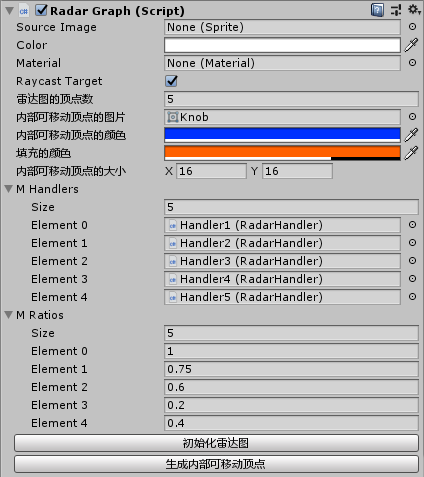 Radar Graph (Script)
Source Image None (Sprite)
Color
Material None (Material)
Raycast Target
雷达图的顶点数 5
内部可移动顶点的图片 Knob
内部可移动顶点的颜色
填充的颜色
内部可移动顶点的大小 X 16 Y 16
M Handlers
Size 5
Element 0 Handler1 (RadarHandler)
Element 1 Handler2 (RadarHandler)
Element 2 Handler3 (RadarHandler)
Element 3 Handler4 (RadarHandler)
Element 4 Handler5 (RadarHandler)
M Ratios
Size 5
Element 0 1
Element 1 0.75
Element 2 0.6
Element 3 0.2
Element 4 0.4
初始化雷达图
生成内部可移动顶点